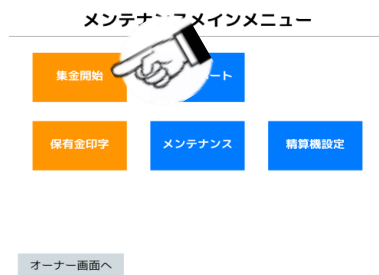 メンテナンスメインメニュー
集金開始
ート
保有金印字
メンテナンス
精算機設定
オーナー画面へ